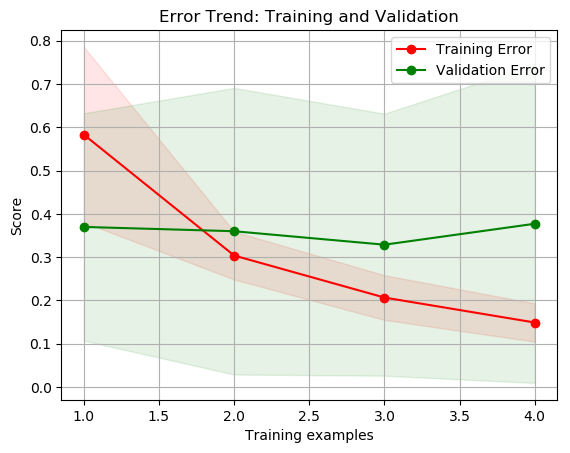 Error Trend: Training and Validation
Training Error
Validation Error
0.8
0.7
0.6
0.5
0.4
0.3
0.2
0.1
0.0
Score
1.0 1.5 2.0 2.5 3.0 3.5 4.0
Training examples